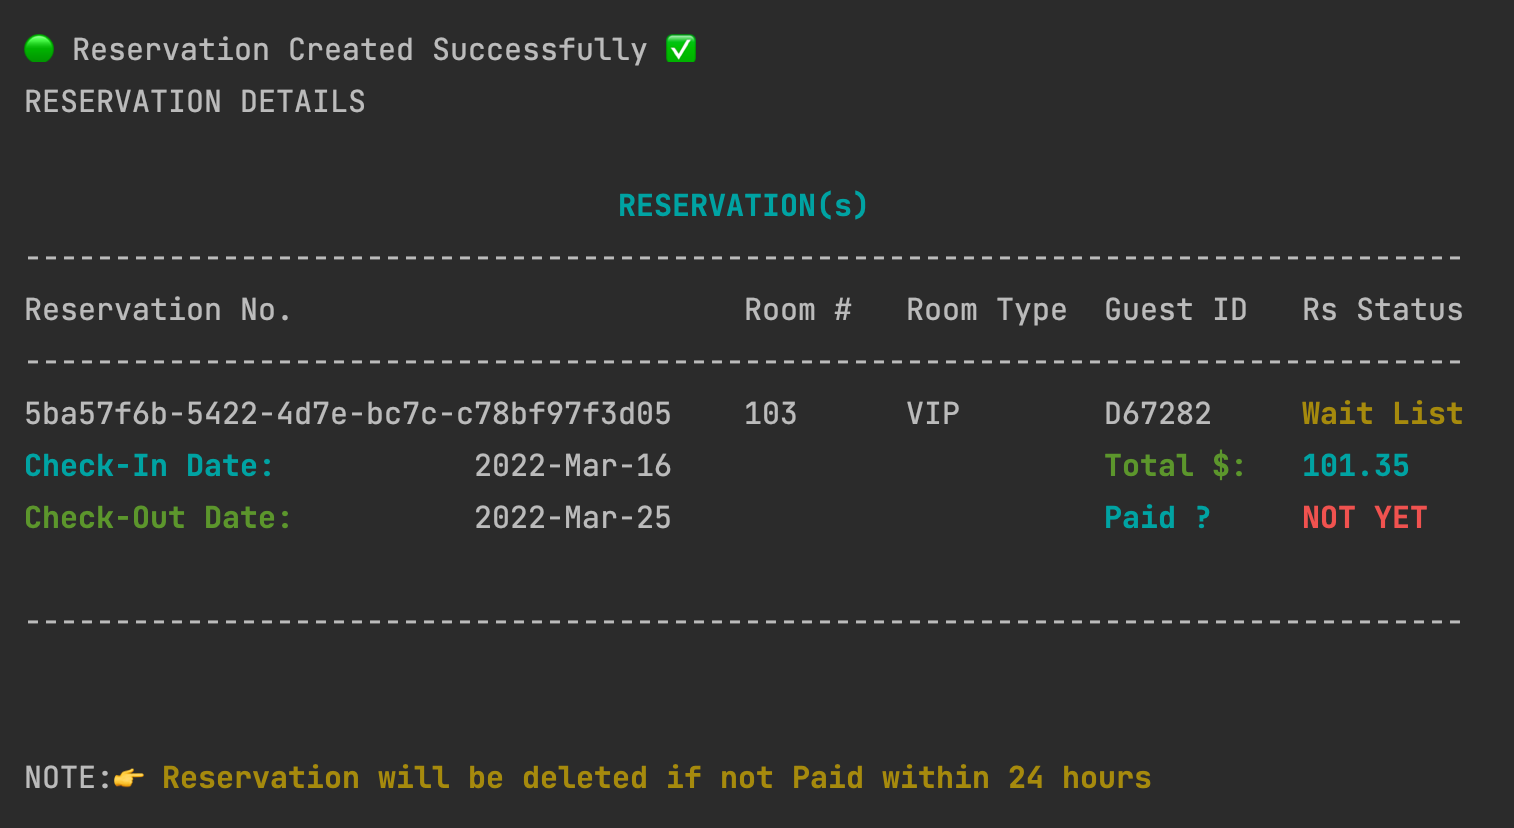 Reservation Created Successfully ✅
RESERVATION DETAILS
RESERVATION(s)
--------------------------------------------------------------------------------
Reservation No. Room # Room Type Guest ID Rs Status
--------------------------------------------------------------------------------
5ba57f6b-5422-4d7e-bc7c-c78bf97f3d05 103 VIP D67282 Wait List
Check-In Date: 2022-Mar-16 Total $: 101.35
Check-Out Date: 2022-Mar-25 Paid ? NOT YET
--------------------------------------------------------------------------------
NOTE:👉 Reservation will be deleted if not Paid within 24 hours